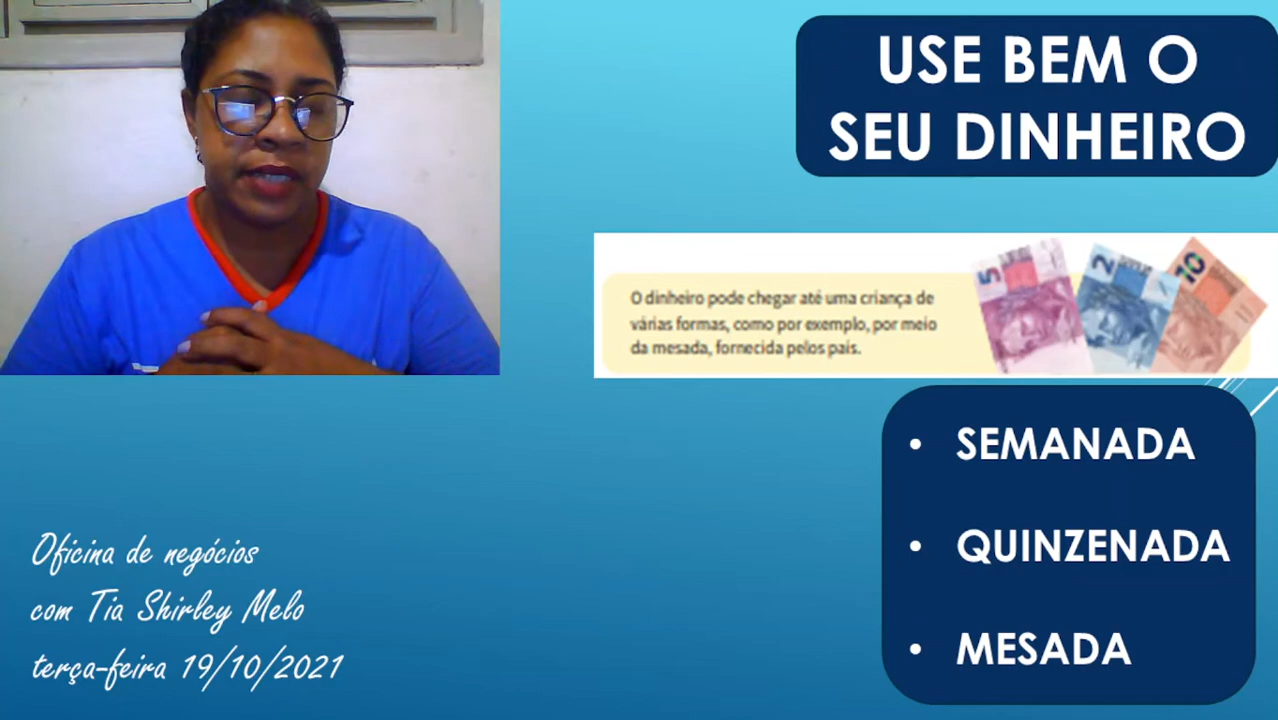 USE BEM O
SEU DINHEIRO
O dinheiro pode chegar até uma criança de
várias formas, como por exemplo, por meio
da mesada, fornecida pelos pais.
5
2
10
• SEMANADA
• QUINZENADA
• MESADA
Oficina de negócios
com Tia Shirley Melo
terça-feira 19/10/2021